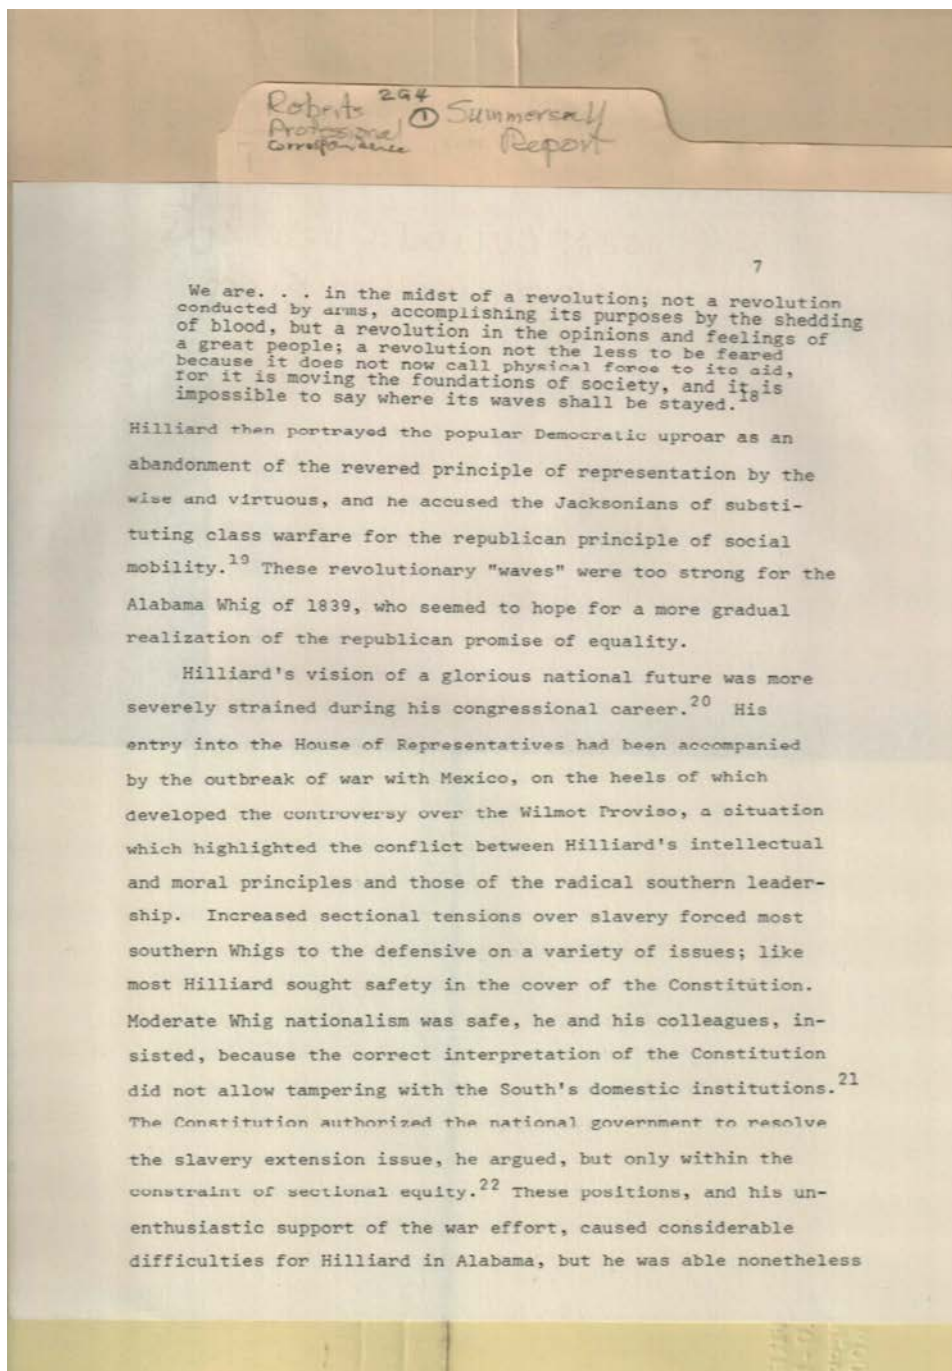 Roberts 2G4 ① Summersell
Professional Report
Correspondence
7
We are. . . in the midst of a revolution; not a revolution
conducted by arms, accomplishing its purposes by the shedding
of blood, but a revolution in the opinions and feelings of
a great people; a revolution not the less to be feared
because it does not now call physical force to its aid,
for it is moving the foundations of society, and it is
impossible to say where its waves shall be stayed.18
Hilliard then portrayed the popular Democratic uproar as an
abandonment of the revered principle of representation by the
wise and virtuous, and he accused the Jacksonians of substi-
tuting class warfare for the republican principle of social
mobility.19 These revolutionary "waves" were too strong for the
Alabama Whig of 1839, who seemed to hope for a more gradual
realization of the republican promise of equality.
Hilliard's vision of a glorious national future was more
severely strained during his congressional career.20 His
entry into the House of Representatives had been accompanied
by the outbreak of war with Mexico, on the heels of which
developed the controversy over the Wilmot Proviso, a situation
which highlighted the conflict between Hilliard's intellectual
and moral principles and those of the radical southern leader-
ship. Increased sectional tensions over slavery forced most
southern Whigs to the defensive on a variety of issues; like
most Hilliard sought safety in the cover of the Constitution.
Moderate Whig nationalism was safe, he and his colleagues, in-
sisted, because the correct interpretation of the Constitution
did not allow tampering with the South's domestic institutions.21
The Constitution authorized the national government to resolve
the slavery extension issue, he argued, but only within the
constraint of sectional equity.22 These positions, and his un-
enthusiastic support of the war effort, caused considerable
difficulties for Hilliard in Alabama, but he was able nonetheless